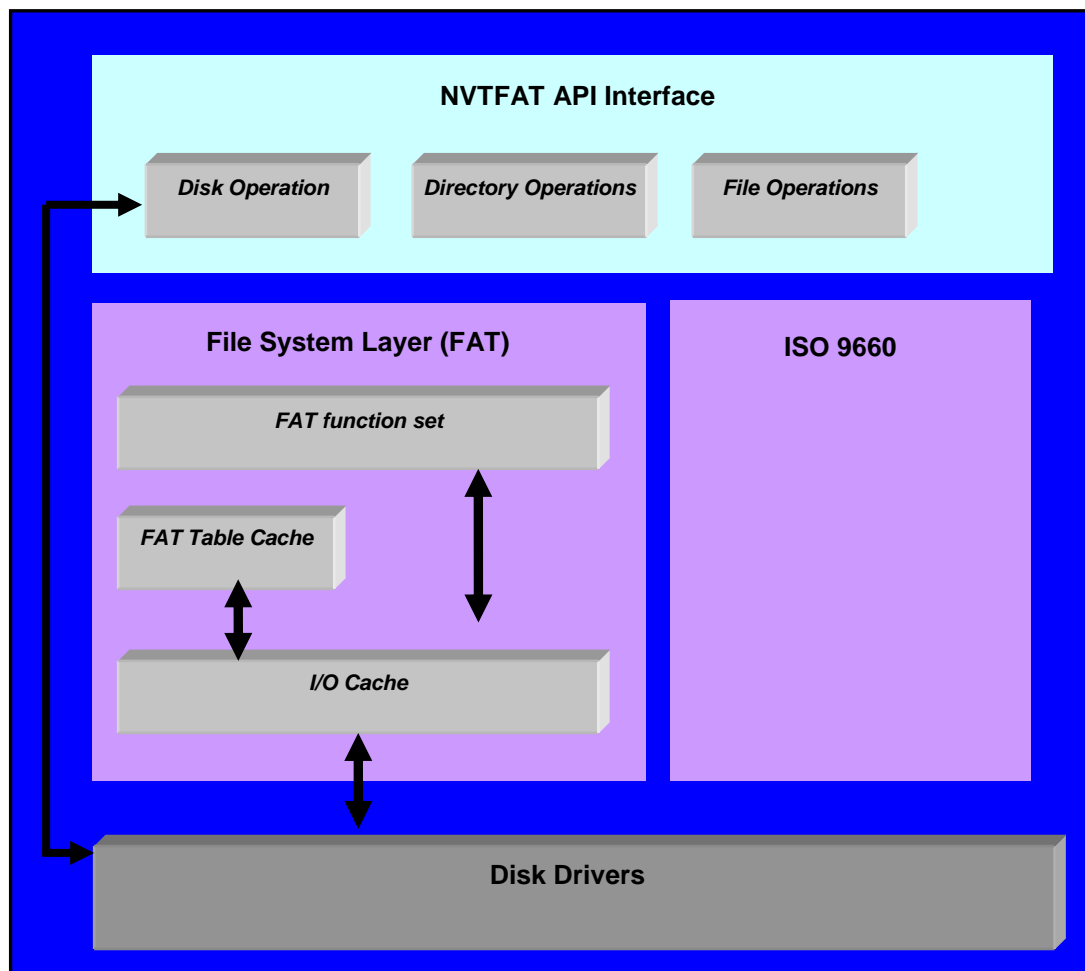 NVTFAT API Interface
Disk Operation
Directory Operations
File Operations
File System Layer (FAT)
ISO 9660
FAT function set
FAT Table Cache
I/O Cache
Disk Drivers